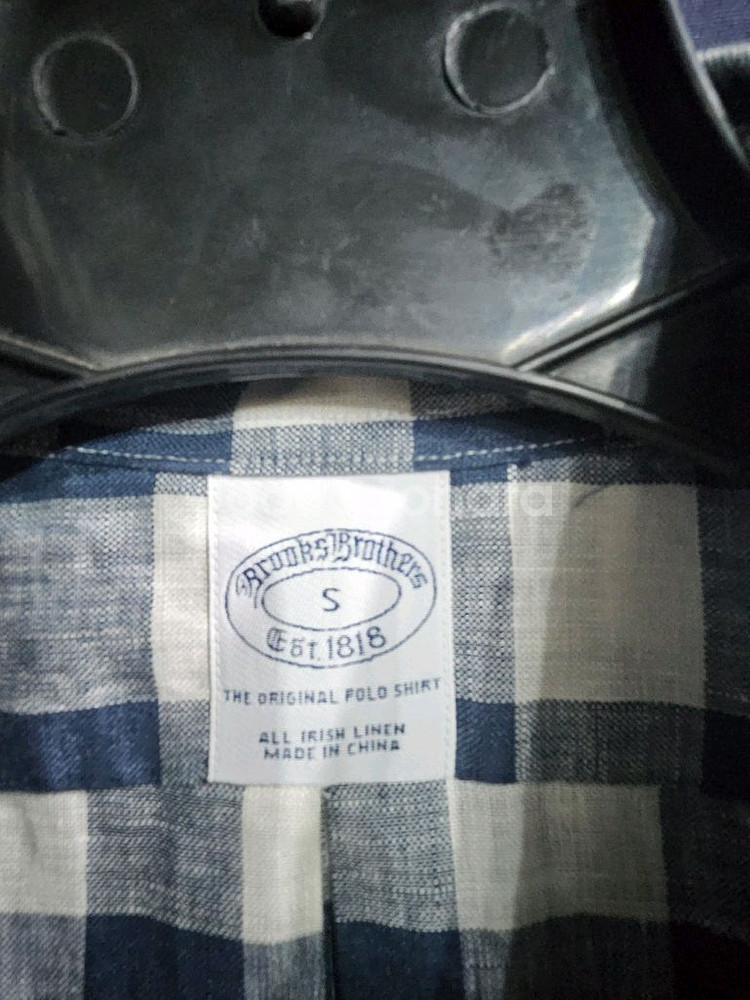 Brooks Brothers
S
Est. 1818
THE ORIGINAL POLO SHIRT
ALL IRISH LINEN
MADE IN CHINA